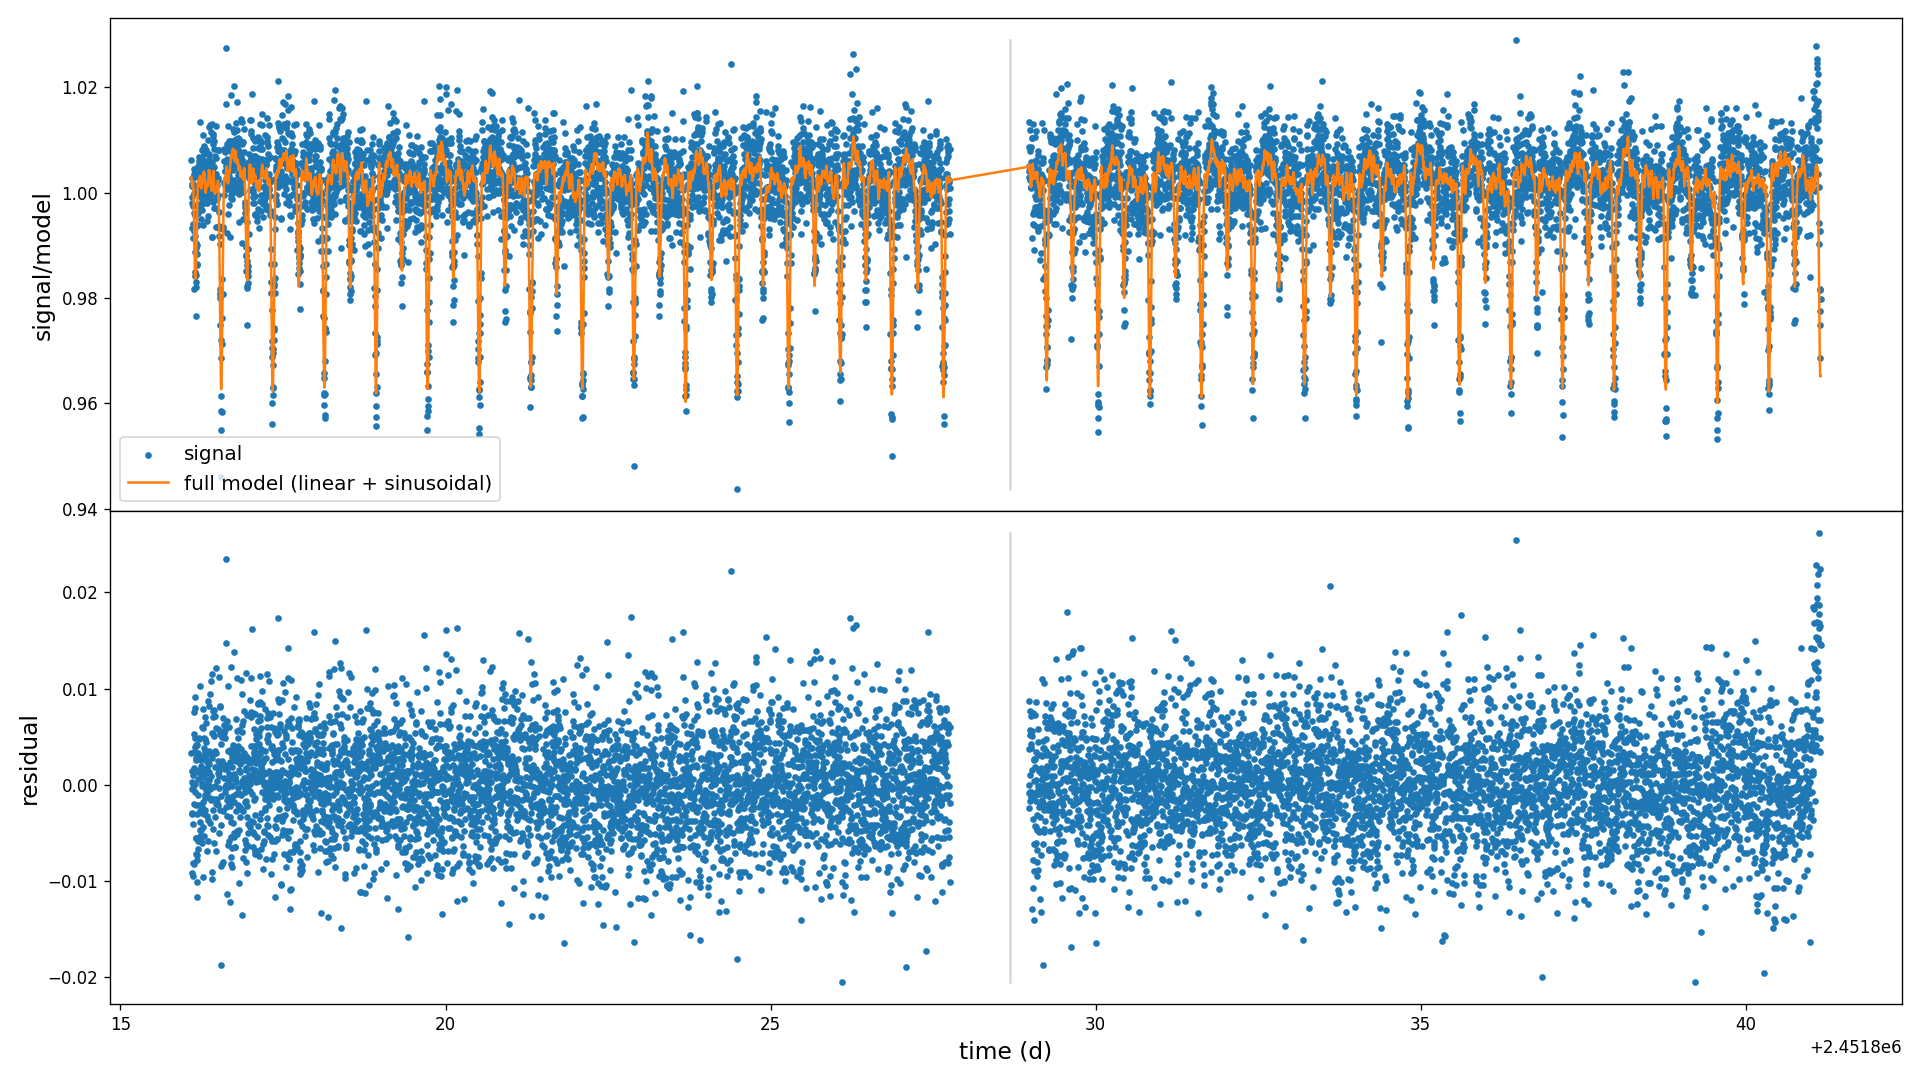 1.02
1.00
0.98
0.96
0.94
signal/model
signal
full model (linear + sinusoidal)
0.02
0.01
0.00
−0.01
−0.02
residual
15 20 25 30 35 40
time (d)
+2.4518e6